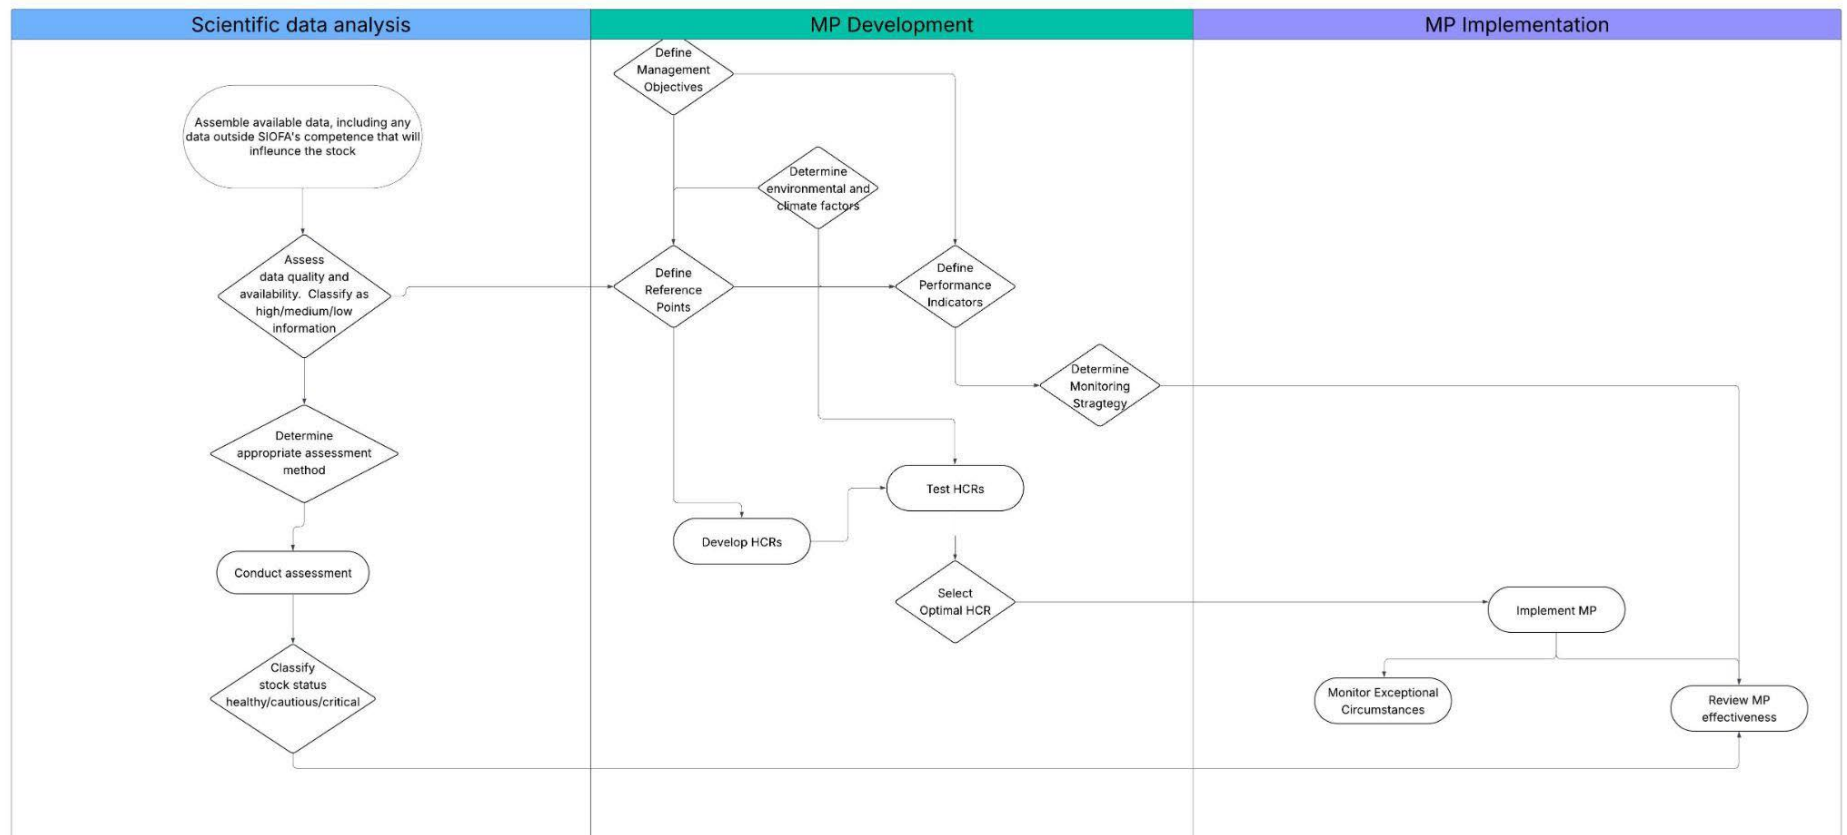 Scientific data analysis
MP Development
MP Implementation
Assemble available data, including any
data outside SIOFA's competence that will
infleunce the stock
Assess
data quality and
availability. Classify as
high/medium/low
information
Determine
appropriate assessment
method
Conduct assessment
Classify
stock status
healthy/cautious/critical
Define
Management
Objectives
Determine
environmental and
climate factors
Define
Reference
Points
Define
Performance
Indicators
Determine
Monitoring
Stragtegy
Test HCRs
Develop HCRs
Select
Optimal HCR
Implement MP
Monitor Exceptional
Circumstances
Review MP
effectiveness